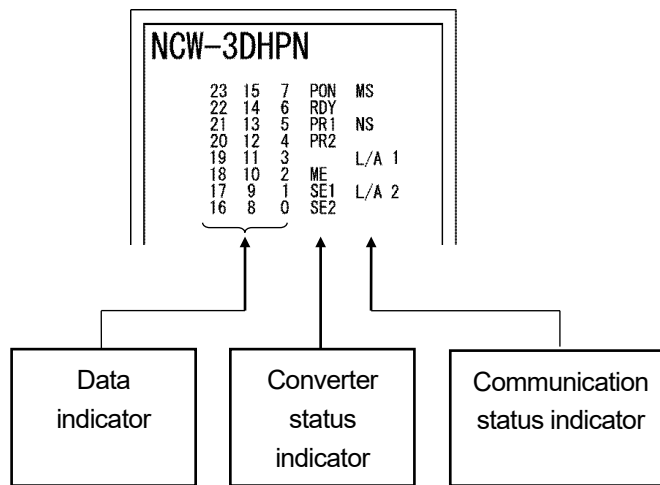 NCW-3DHPN
23 15 7 PON MS
22 14 6 RDY
21 13 5 PR1 NS
20 12 4 PR2
19 11 3 L/A 1
18 10 2 ME
17 9 1 SE1 L/A 2
16 8 0 SE2
Data
indicator
Converter
status
indicator
Communication
status indicator